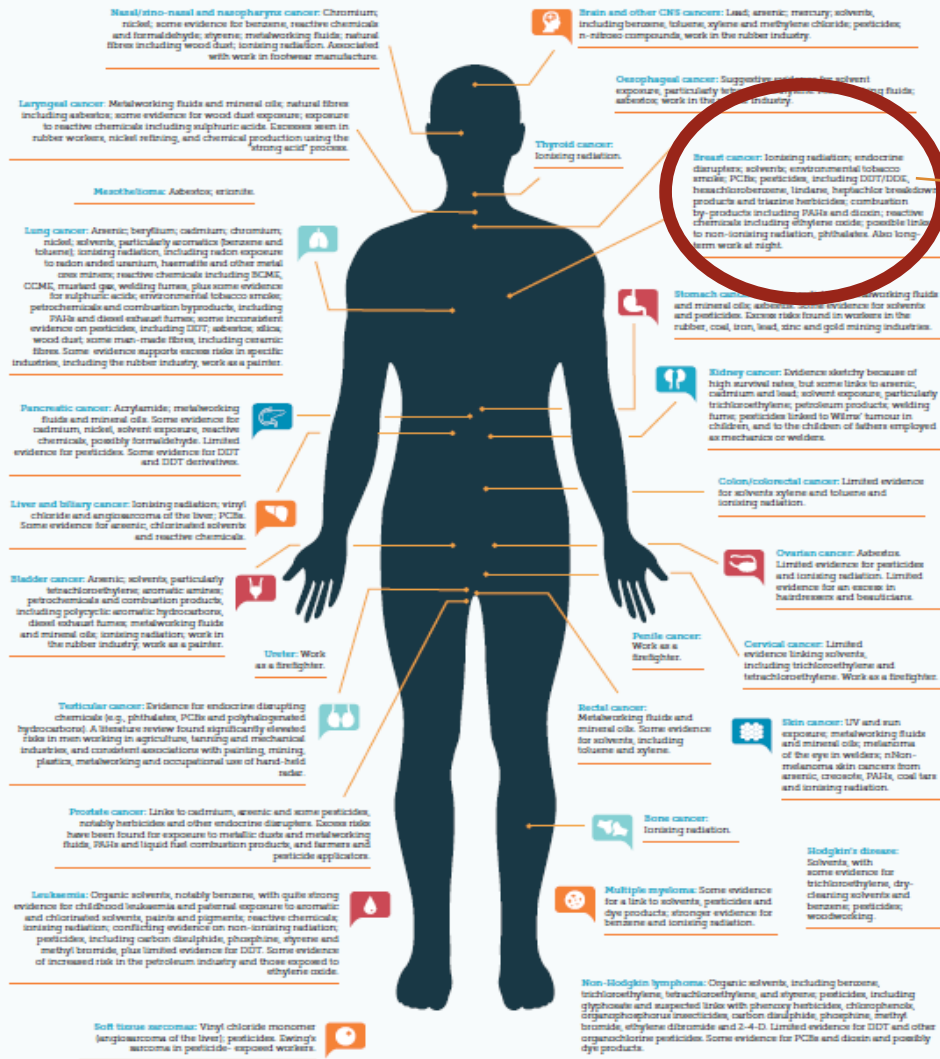 Nasal/sino-nasal and nasopharynx cancer: Chromium;
nickel; some evidence for benzene, reactive chemicals
and formaldehyde; styrene; metalworking fluids; natural
fibres including wood dust; ionising radiation. Associated
with work in footwear manufacture.
Brain and other CNS cancers: Lead; arsenic; mercury; solvents,
including benzene, toluene, xylene and methylene chloride; pesticides;
n-nitroso compounds, work in the rubber industry.
Oesophageal cancer: Suggestive for solvent
exposure, particularly fluids;
asbestos; work in the industry.
Laryngeal cancer: Metalworking fluids and mineral oils; natural fibres
including asbestos; some evidence for wood dust exposure; exposure
to reactive chemicals including sulphuric acids. Excesses seen in
rubber workers, nickel refining, and chemical production using the
"strong acid" process.
Thyroid cancer:
Ionising radiation.
Breast cancer: Ionising radiation; endocrine
disrupters; solvents; environmental tobacco
smoke; PCBs; pesticides, including DDT/DDE,
hexachlorobenzene, lindane, heptachlor breakdown
products and triazine herbicides; combustion
by-products including PAHs and dioxin; reactive
chemicals including ethylene oxide; possible links
to non-ionising radiation, phthalates. Also long-
term work at night.
Mesothelioma: Asbestos; erionite.
Lung cancer: Arsenic; beryllium; cadmium; chromium;
nickel; solvents, particularly aromatics (benzene and
toluene); ionising radiation, including radon exposure
to radon anded uranium, haematite and other metal
ores miners; reactive chemicals including BCME,
CCME, mustard gas, welding fumes, plus some evidence
for sulphuric acids; environmental tobacco smoke;
petrochemicals and combustion byproducts, including
PAHs and diesel exhaust fumes; some inconsistent
evidence on pesticides, including DDT; asbestos; silica;
wood dust; some man-made fibres, including ceramic
fibres. Some evidence supports excess risks in specific
industries, including the rubber industry, work as a painter.
Stomach fluids
and mineral oils; asbestos. Some evidence for solvents
and pesticides. Excess risks found in workers in the
rubber, coal, iron, lead, zinc and gold mining industries.
Kidney cancer: Evidence sketchy because of
high survival rates, but some links to arsenic,
cadmium and lead; solvent exposure, particularly
trichloroethylene; petroleum products; welding
fume; pesticides linked to Wilms' tumour in
children, and to the children of fathers employed
as mechanics or welders.
Pancreatic cancer: Acrylamide; metalworking
fluids and mineral oils. Some evidence for
cadmium, nickel, solvent exposure, reactive
chemicals, possibly formaldehyde. Limited
evidence for pesticides. Some evidence for DDT
and DDT derivatives.
Colon/colorectal cancer: Limited evidence
for solvents xylene and toluene and
ionising radiation.
Liver and biliary cancer: Ionising radiation; vinyl
chloride and angiosarcoma of the liver; PCBs.
Some evidence for arsenic, chlorinated solvents
and reactive chemicals.
Ovarian cancer: Asbestos.
Limited evidence for pesticides
and ionising radiation. Limited
evidence for an excess in
hairdressers and beauticians.
Bladder cancer: Arsenic; solvents, particularly
tetrachloroethylene; aromatic amines;
petrochemicals and combustion products,
including polycyclic aromatic hydrocarbons,
diesel exhaust fumes; metalworking fluids
and mineral oils; ionising radiation; work in
the rubber industry; work as a painter.
Ureter: Work
as a firefighter.
Penile cancer:
Work as a
firefighter.
Cervical cancer: Limited
evidence linking solvents,
including trichloroethylene and
tetrachloroethylene. Work as a firefighter.
Testicular cancer: Evidence for endocrine disrupting
chemicals (e.g., phthalates, PCBs and polyhalogenated
hydrocarbons). A literature review found significantly elevated
risks in men working in agriculture, tanning and mechanical
industries, and consistent associations with painting, mining,
plastics, metalworking and occupational use of hand-held
radar.
Rectal cancer:
Metalworking fluids and
mineral oils. Some evidence
for solvents, including
toluene and xylene.
Skin cancer: UV and sun
exposure; metalworking fluids
and mineral oils; melanoma
of the eye in welders; nNon-
melanoma skin cancers from
arsenic, creosote, PAHs, coal tars
and ionising radiation.
Prostate cancer: Links to cadmium, arsenic and some pesticides,
notably herbicides and other endocrine disrupters. Excess risks
have been found for exposure to metallic dusts and metalworking
fluids, PAHs and liquid fuel combustion products, and farmers and
pesticide applicators.
Bone cancer:
Ionising radiation.
Hodgkin's disease:
Solvents, with
some evidence for
trichloroethylene, dry-
cleaning solvents and
benzene; pesticides;
woodworking.
Leukaemia: Organic solvents, notably benzene, with quite strong
evidence for childhood leukaemia and paternal exposure to aromatic
and chlorinated solvents, paints and pigments; reactive chemicals;
ionising radiation; conflicting evidence on non-ionising radiation;
pesticides, including carbon disulphide, phosphine, styrene and
methyl bromide, plus limited evidence for DDT. Some evidence
of increased risk in the petroleum industry and those exposed to
ethylene oxide.
Multiple myeloma: Some evidence
for a link to solvents, pesticides and
dye products; stronger evidence for
benzene and ionising radiation.
Non-Hodgkin lymphoma: Organic solvents, including benzene,
trichloroethylene, tetrachloroethylene, and styrene; pesticides, including
glyphosate and suspected links with phenoxy herbicides, chlorophenols,
organophosphorus insecticides, carbon disulphide, phosphine, methyl
bromide, ethylene dibromide and 2-4-D. Limited evidence for DDT and other
organochlorine pesticides. Some evidence for PCBs and dioxin and possibly
dye products.
Soft tissue sarcomas: Vinyl chloride monomer
(angiosarcoma of the liver); pesticides. Ewing's
sarcoma in pesticide- exposed workers.